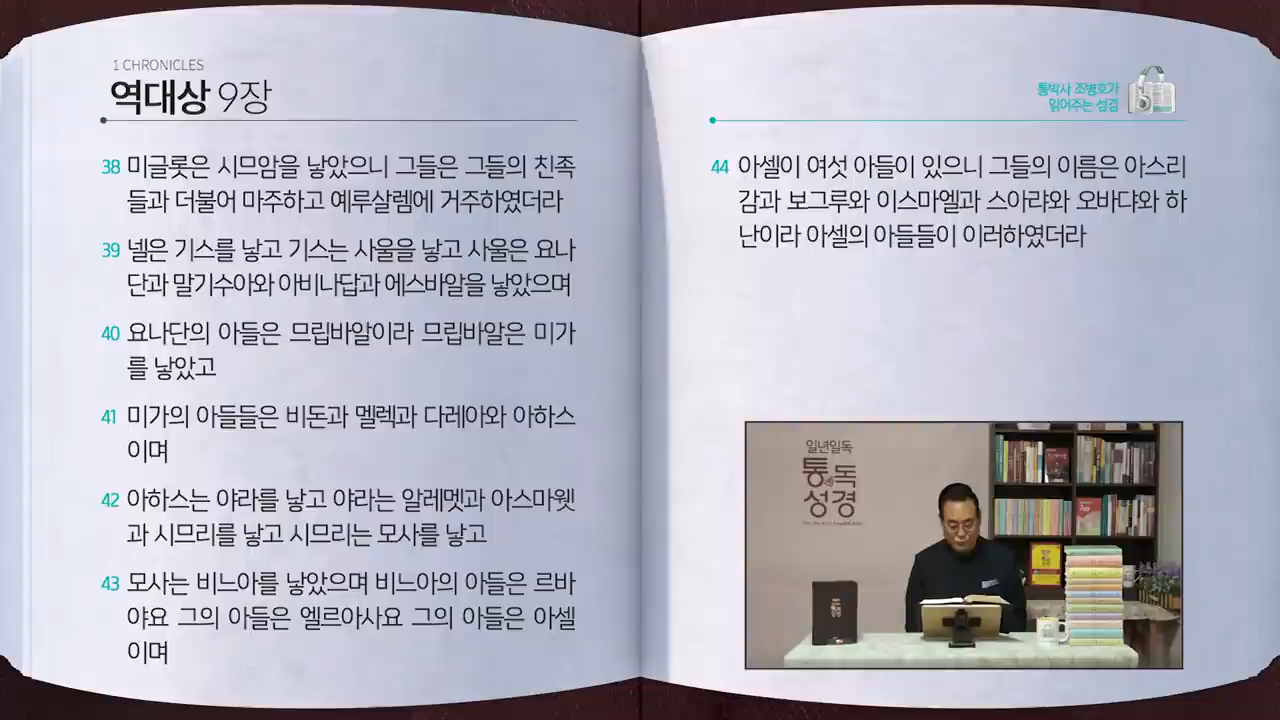 1 CHRONICLES
역대상 9장
38 미글롯은 시므암을 낳았으니 그들은 그들의 친족
들과 더불어 마주하고 예루살렘에 거주하였더라
39 넬은 기스를 낳고 기스는 사울을 낳고 사울은 요나
단과 말기수아와 아비나답과 에스바알을 낳았으며
40 요나단의 아들은 므립바알이라 므립바알은 미가
를 낳았고
41 미가의 아들들은 비돈과 멜렉과 다레아와 아하스
이며
42 아하스는 야라를 낳고 야라는 알레멧과 아스마웻
과 시므리를 낳고 시므리는 모사를 낳고
43 모사는 비느아를 낳았으며 비느아의 아들은 르바
야요 그의 아들은 엘르아사요 그의 아들은 아셀
이며
통박사 조병호가
읽어주는 성경
44 아셀이 여섯 아들이 있으니 그들의 이름은 아스리
감과 보그루와 이스마엘과 스아랴와 오바댜와 하
난이라 아셀의 아들들이 이러하였더라
일년일독
통독
성경